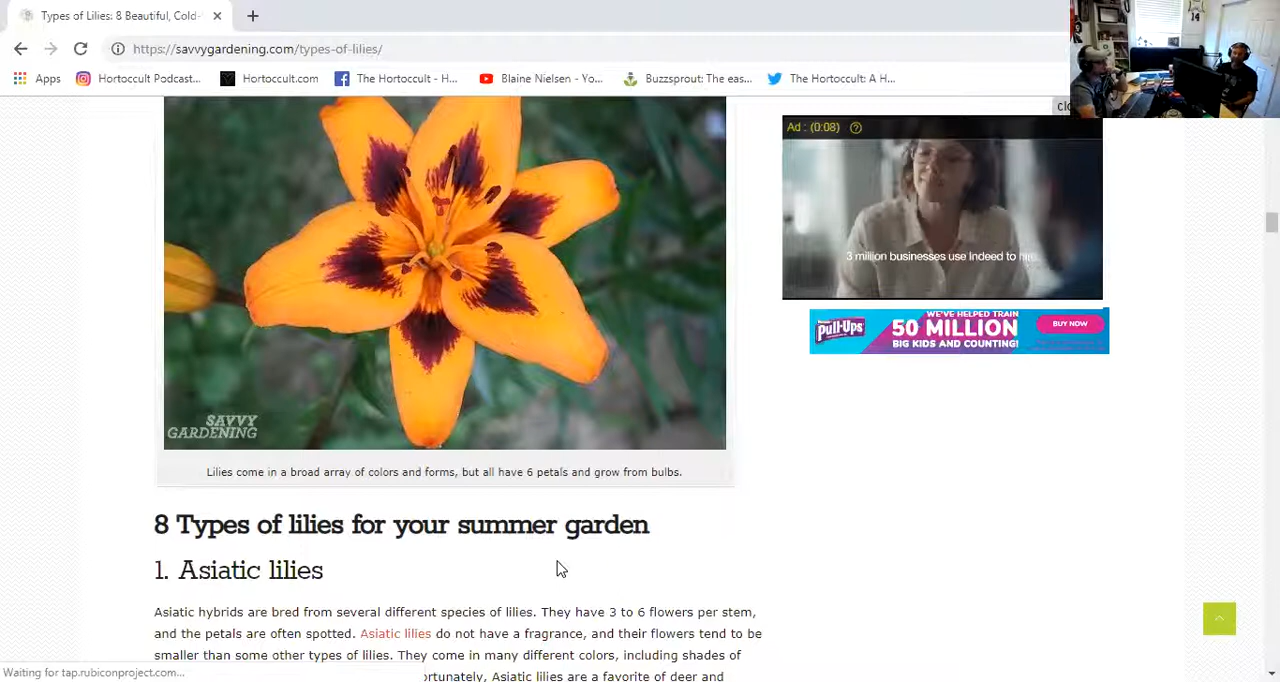 Types of Lilies: 8 Beautiful, Cold-
https://savvygardening.com/types-of-lilies/
Apps
Hortoccult Podcast...
Hortoccult.com
The Hortoccult - H...
Blaine Nielsen - Yo...
Buzzsprout: The eas...
The Hortoccult: A H...
14
Ad : (0:08)
3 million businesses use Indeed to
Pull-Ups
WE'VE HELPED TRAIN
50 MILLION
BIG KIDS AND COUNTING!
BUY NOW
SAVVY
GARDENING
Lilies come in a broad array of colors and forms, but all have 6 petals and grow from bulbs.
8 Types of lilies for your summer garden
1. Asiatic lilies
Asiatic hybrids are bred from several different species of lilies. They have 3 to 6 flowers per stem,
and the petals are often spotted. Asiatic lilies do not have a fragrance, and their flowers tend to be
smaller than some other types of lilies. They come in many different colors, including shades of
Asiatic lilies are a favorite of deer and
Waiting for tap.rubiconproject.com...